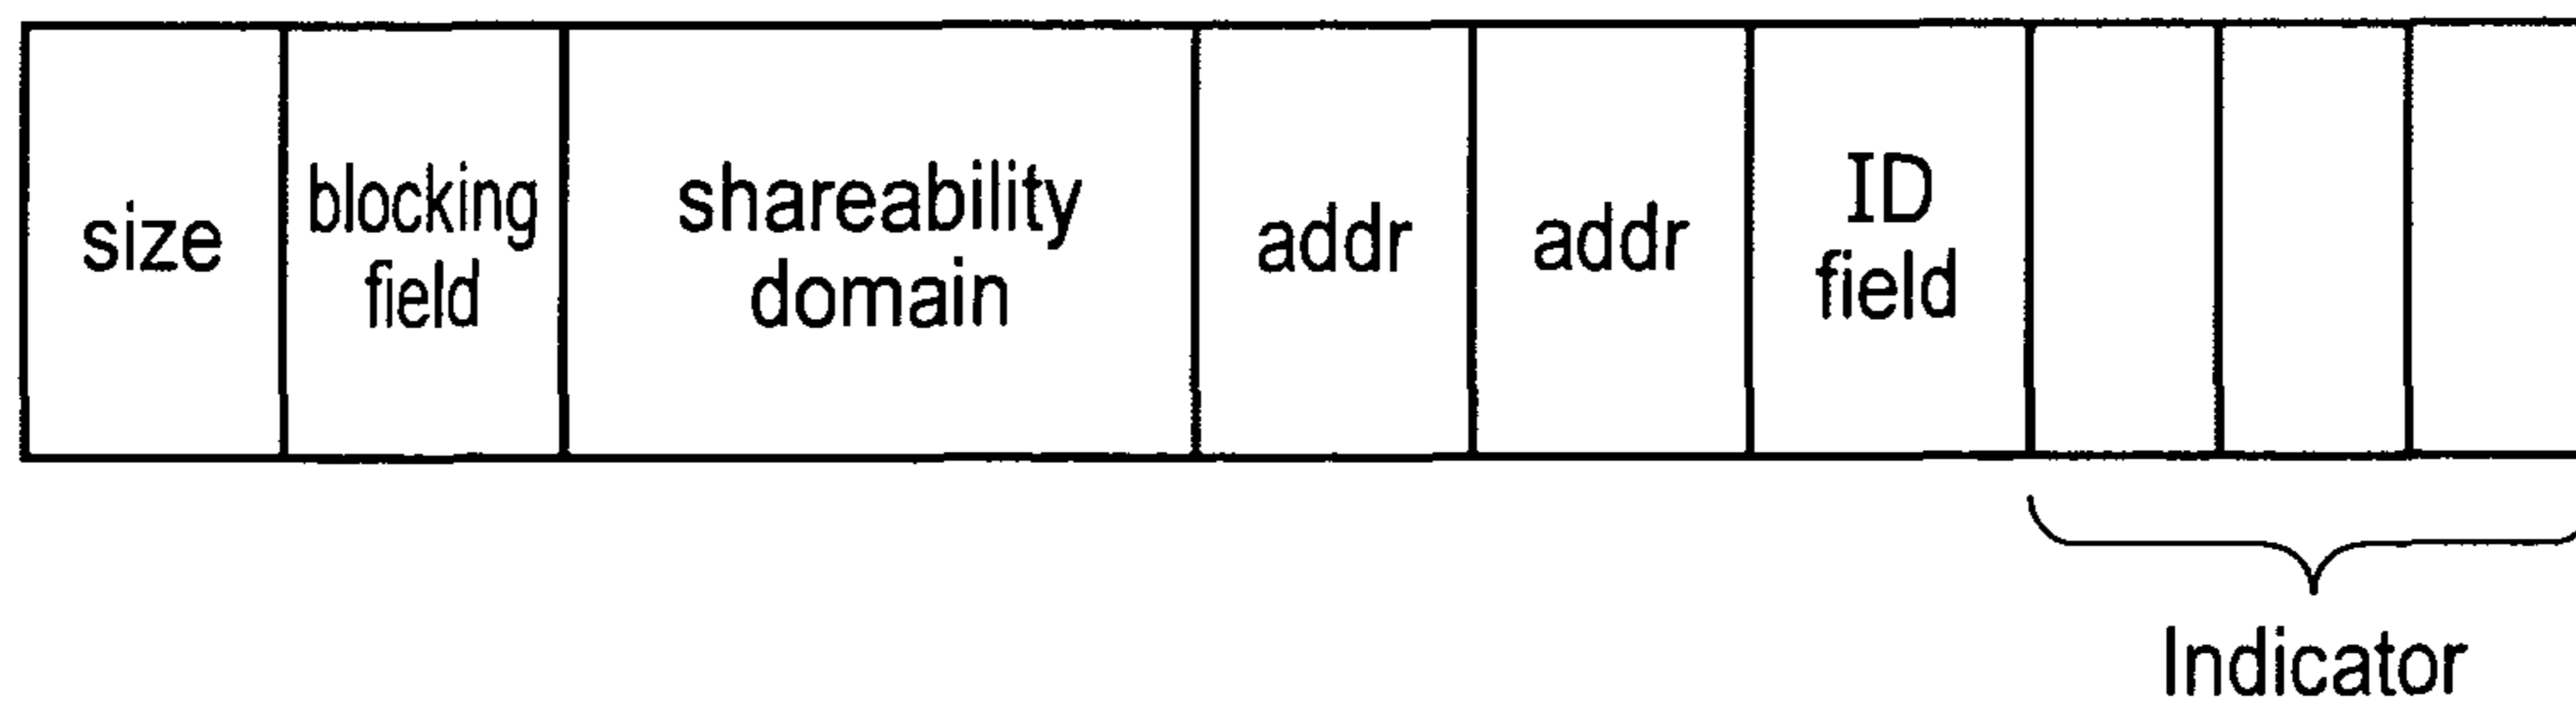 size
blocking
field
shareability
domain
addr
addr
ID
field
Indicator